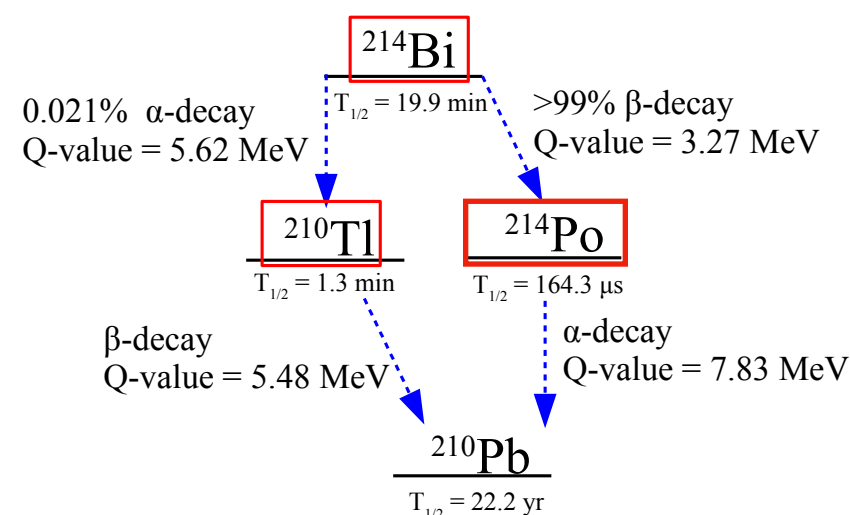 ²¹⁴Bi
T₁/₂ = 19.9 min
0.021% α-decay
Q-value = 5.62 MeV
>99% β-decay
Q-value = 3.27 MeV
²¹⁰Tl
T₁/₂ = 1.3 min
²¹⁴Po
T₁/₂ = 164.3 μs
β-decay
Q-value = 5.48 MeV
α-decay
Q-value = 7.83 MeV
²¹⁰Pb
T₁/₂ = 22.2 yr